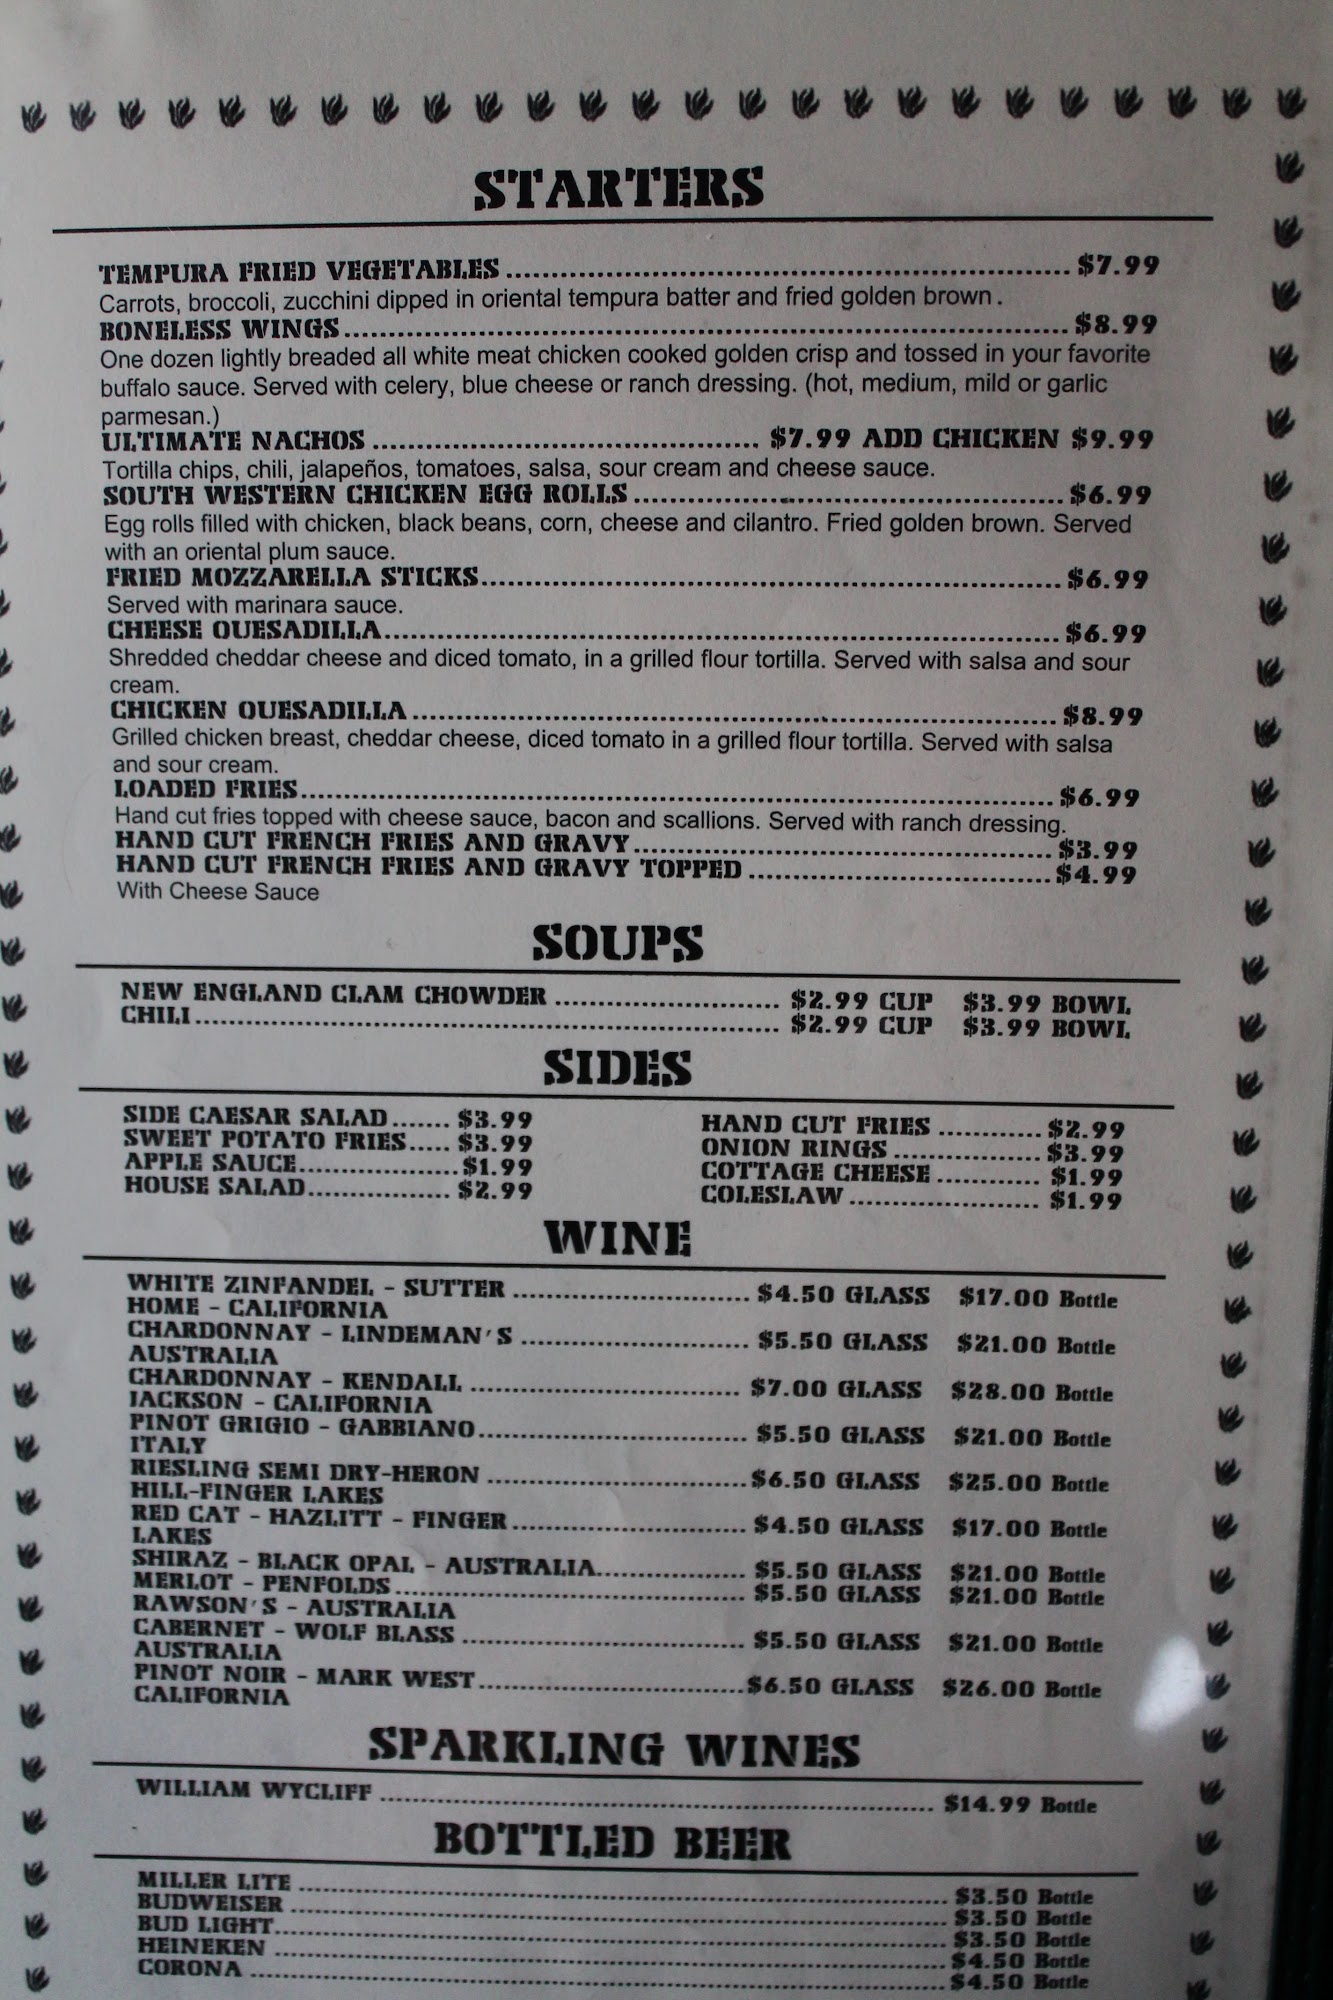 STARTERS
TEMPURA FRIED VEGETABLES ........ $7.99
Carrots, broccoli, zucchini dipped in oriental tempura batter and fried golden brown.
BONELESS WINGS ........ $8.99
One dozen lightly breaded all white meat chicken cooked golden crisp and tossed in your favorite
buffalo sauce. Served with celery, blue cheese or ranch dressing. (hot, medium, mild or garlic
parmesan.)
ULTIMATE NACHOS ........ $7.99 ADD CHICKEN $9.99
Tortilla chips, chili, jalapeños, tomatoes, salsa, sour cream and cheese sauce.
SOUTH WESTERN CHICKEN EGG ROLLS ........ $6.99
Egg rolls filled with chicken, black beans, corn, cheese and cilantro. Fried golden brown. Served
with an oriental plum sauce.
FRIED MOZZARELLA STICKS ........ $6.99
Served with marinara sauce.
CHEESE QUESADILLA ........ $6.99
Shredded cheddar cheese and diced tomato, in a grilled flour tortilla. Served with salsa and sour
cream.
CHICKEN QUESADILLA ........ $8.99
Grilled chicken breast, cheddar cheese, diced tomato in a grilled flour tortilla. Served with salsa
and sour cream.
LOADED FRIES ........ $6.99
Hand cut fries topped with cheese sauce, bacon and scallions. Served with ranch dressing.
HAND CUT FRENCH FRIES AND GRAVY ........ $3.99
HAND CUT FRENCH FRIES AND GRAVY TOPPED ........ $4.99
With Cheese Sauce
SOUPS
NEW ENGLAND CLAM CHOWDER ........ $2.99 CUP $3.99 BOWL
CHILI ........ $2.99 CUP $3.99 BOWL
SIDES
SIDE CAESAR SALAD ....... $3.99
SWEET POTATO FRIES ..... $3.99
APPLE SAUCE ........ $1.99
HOUSE SALAD ........ $2.99
HAND CUT FRIES ........ $2.99
ONION RINGS ........ $3.99
COTTAGE CHEESE ........ $1.99
COLESLAW ........ $1.99
WINE
WHITE ZINFANDEL - SUTTER ........ $4.50 GLASS $17.00 Bottle
HOME - CALIFORNIA
CHARDONNAY - LINDEMAN'S ........ $5.50 GLASS $21.00 Bottle
AUSTRALIA
CHARDONNAY - KENDALL ........ $7.00 GLASS $28.00 Bottle
JACKSON - CALIFORNIA
PINOT GRIGIO - GABBIANO ........ $5.50 GLASS $21.00 Bottle
ITALY
RIESLING SEMI DRY-HERON ........ $6.50 GLASS $25.00 Bottle
HILL-FINGER LAKES
RED CAT - HAZLITT - FINGER ........ $4.50 GLASS $17.00 Bottle
LAKES
SHIRAZ - BLACK OPAL - AUSTRALIA ........ $5.50 GLASS $21.00 Bottle
MERLOT - PENFOLDS ........ $5.50 GLASS $21.00 Bottle
RAWSON'S - AUSTRALIA
CABERNET - WOLF BLASS ........ $5.50 GLASS $21.00 Bottle
AUSTRALIA
PINOT NOIR - MARK WEST ........ $6.50 GLASS $26.00 Bottle
CALIFORNIA
SPARKLING WINES
WILLIAM WYCLIFF ........ $14.99 Bottle
BOTTLED BEER
MILLER LITE ........ $3.50 Bottle
BUDWEISER ........ $3.50 Bottle
BUD LIGHT ........ $3.50 Bottle
HEINEKEN ........ $4.50 Bottle
CORONA ........ $4.50 Bottle